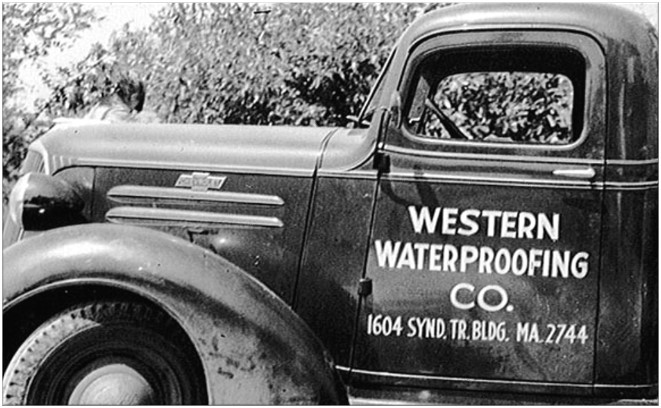 WESTERN
WATERPROOFING
CO.
1604 SYND. TR. BLDG. MA. 2744